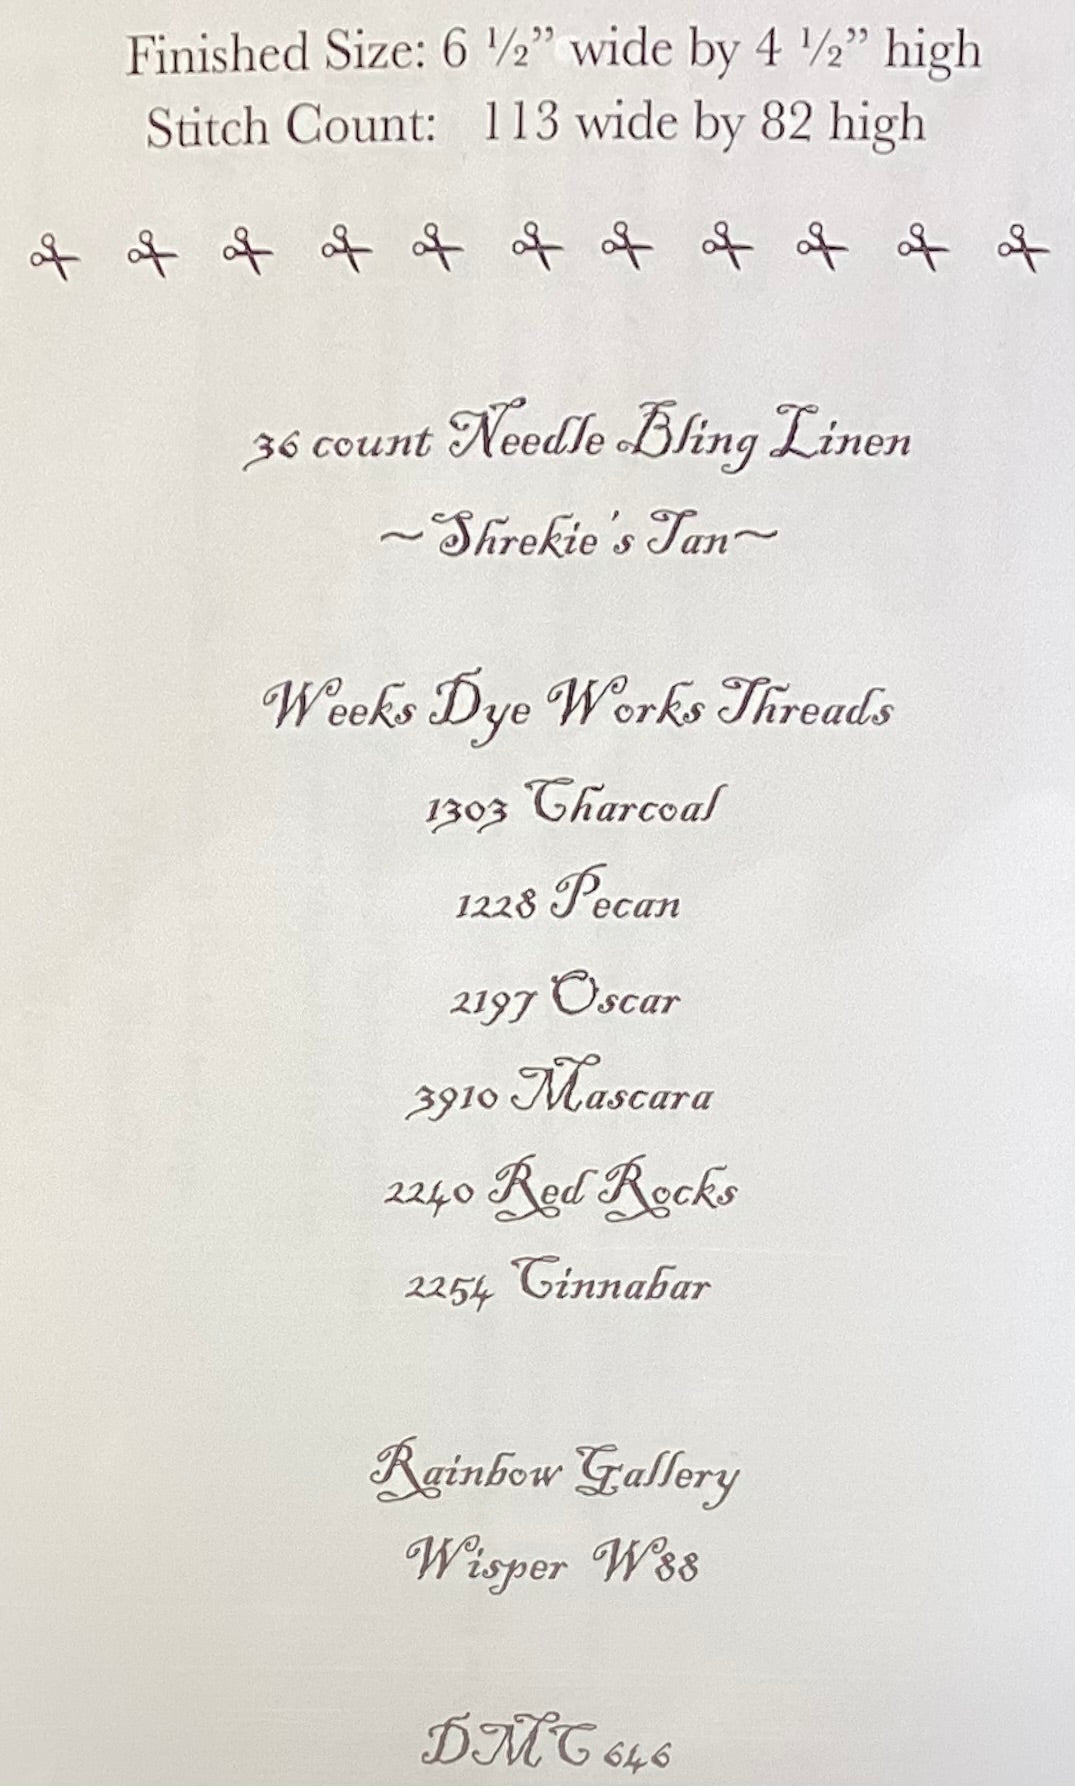 Finished Size: 6 ½” wide by 4 ½” high
Stitch Count: 113 wide by 82 high
36 count Needle Bling Linen
~Shrekie's Tan~
Weeks Dye Works Threads
1303 Charcoal
1228 Pecan
2197 Oscar
3910 Mascara
2240 Red Rocks
2254 Cinnabar
Rainbow Gallery
Wisper W88
DMC 646